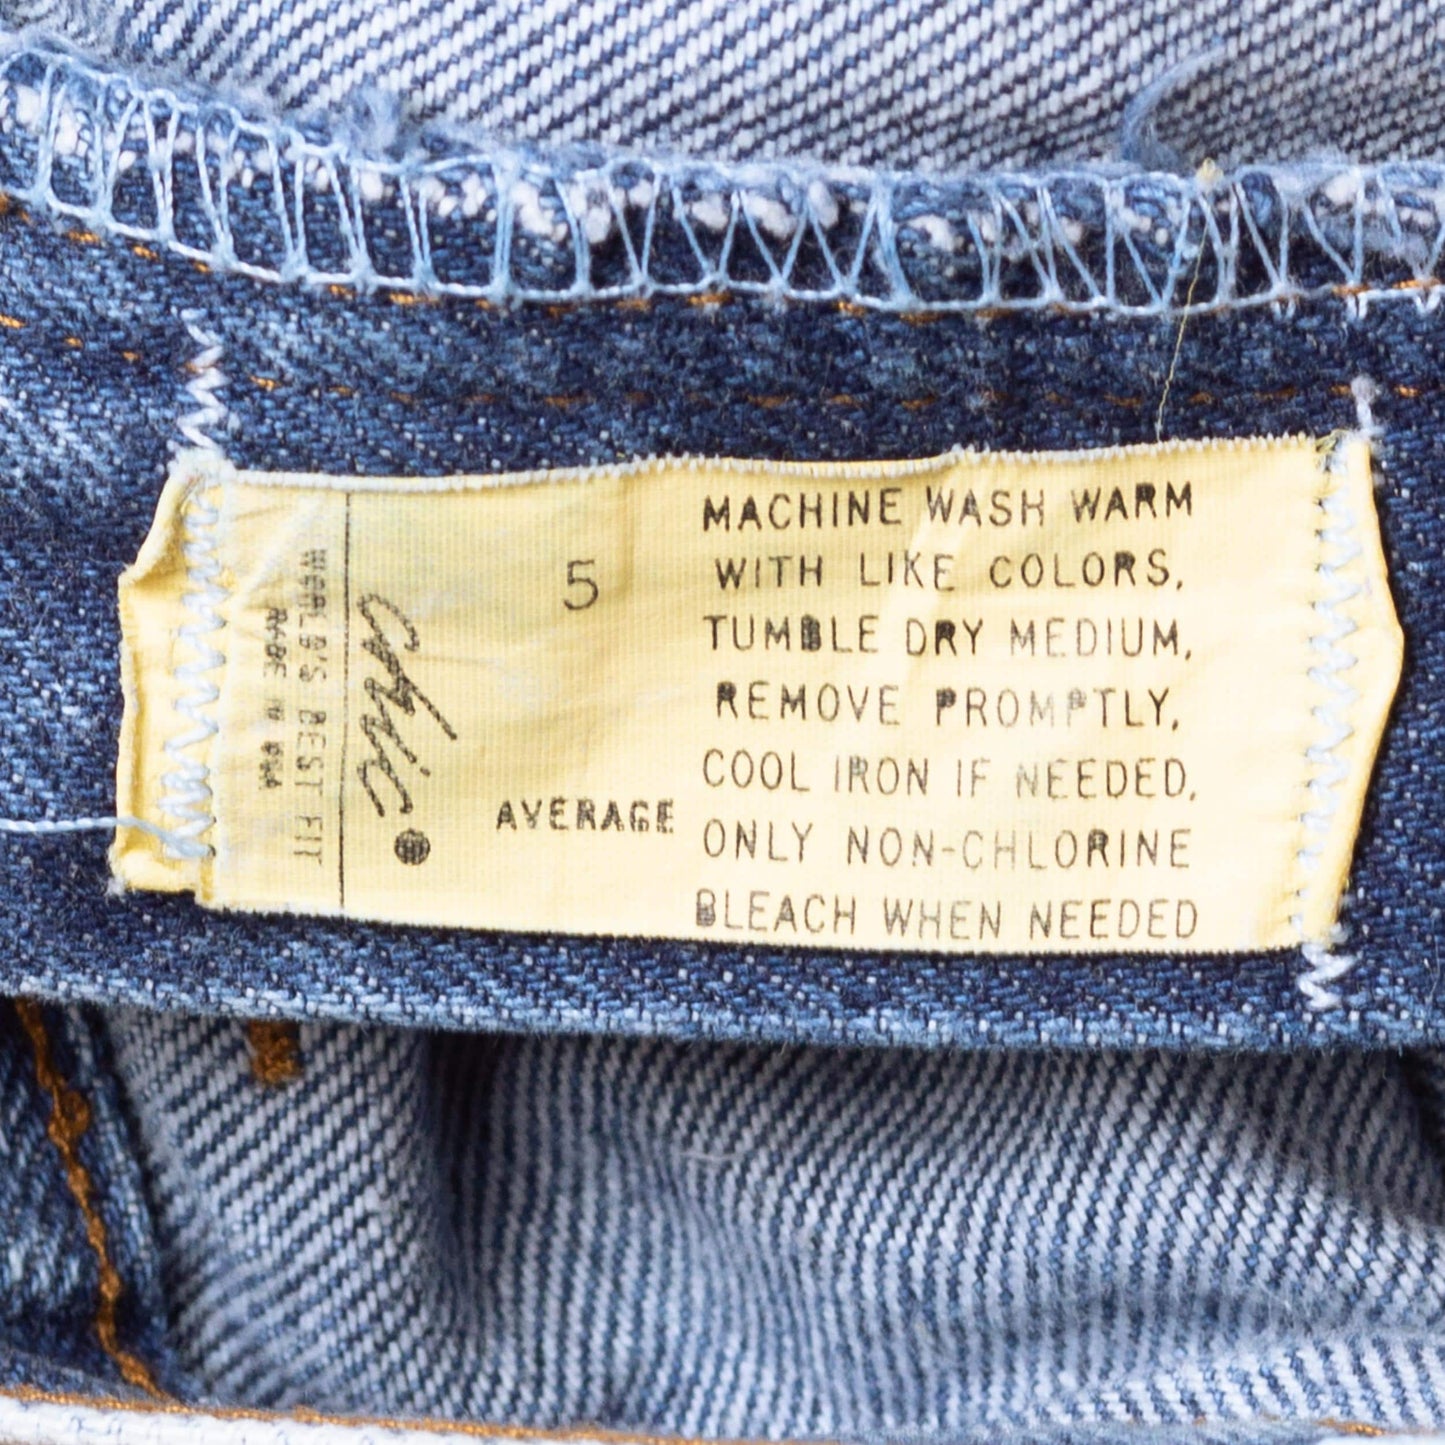 WORLD'S BEST FIT
MADE IN USA
chic
5
AVERAGE
MACHINE WASH WARM
WITH LIKE COLORS,
TUMBLE DRY MEDIUM,
REMOVE PROMPTLY,
COOL IRON IF NEEDED,
ONLY NON-CHLORINE
BLEACH WHEN NEEDED